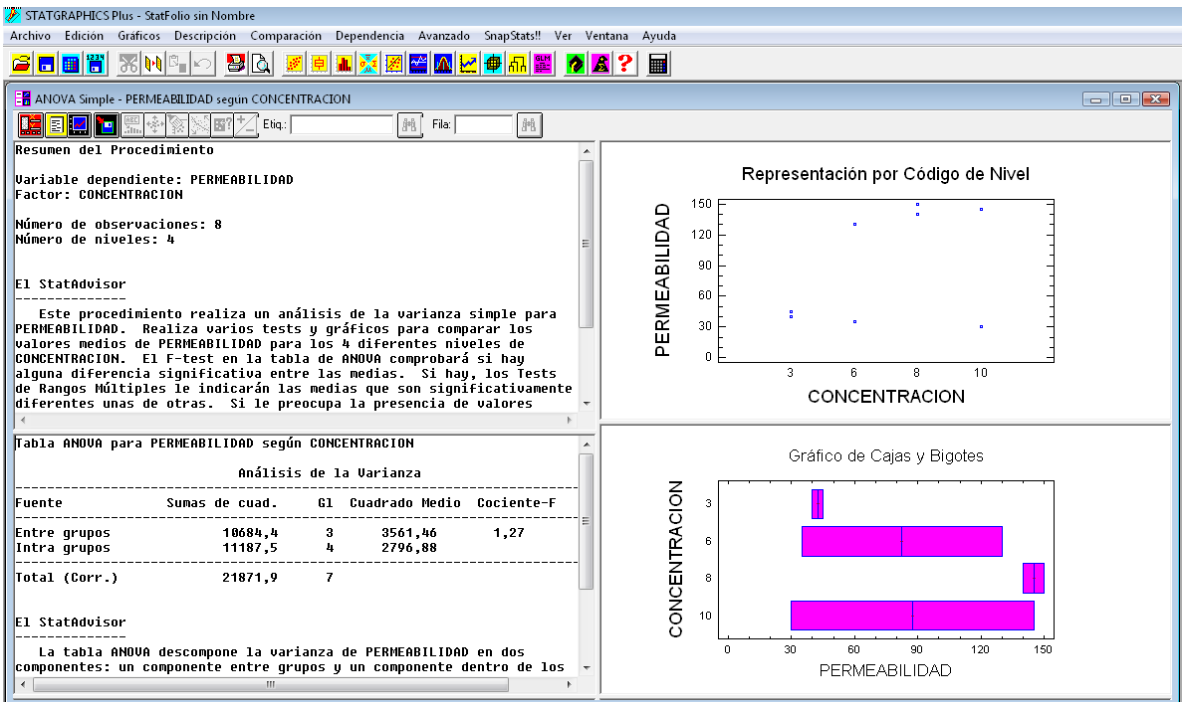 STATGRAPHICS Plus - StatFolio sin Nombre
Archivo Edición Gráficos Descripción Comparación Dependencia Avanzado SnapStats!! Ver Ventana Ayuda
ANOVA Simple - PERMEABILIDAD según CONCENTRACION
Etiq.: Fila:
Resumen del Procedimiento
Variable dependiente: PERMEABILIDAD
Factor: CONCENTRACION
Número de observaciones: 8
Número de niveles: 4
El StatAdvisor
--------------
Este procedimiento realiza un análisis de la varianza simple para
PERMEABILIDAD. Realiza varios tests y gráficos para comparar los
valores medios de PERMEABILIDAD para los 4 diferentes niveles de
CONCENTRACION. El F-test en la tabla de ANOVA comprobará si hay
alguna diferencia significativa entre las medias. Si hay, los Tests
de Rangos Múltiples le indicarán las medias que son significativamente
diferentes unas de otras. Si le preocupa la presencia de valores
Representación por Código de Nivel
PERMEABILIDAD
150
120
90
60
30
0
3 6 8 10
CONCENTRACION
Tabla ANOVA para PERMEABILIDAD según CONCENTRACION
Análisis de la Varianza
Fuente Sumas de cuad. Gl Cuadrado Medio Cociente-F
Entre grupos 10684,4 3 3561,46 1,27
Intra grupos 11187,5 4 2796,88
Total (Corr.) 21871,9 7
El StatAdvisor
--------------
La tabla ANOVA descompone la varianza de PERMEABILIDAD en dos
componentes: un componente entre grupos y un componente dentro de los
Gráfico de Cajas y Bigotes
CONCENTRACION
3
6
8
10
0 30 60 90 120 150
PERMEABILIDAD